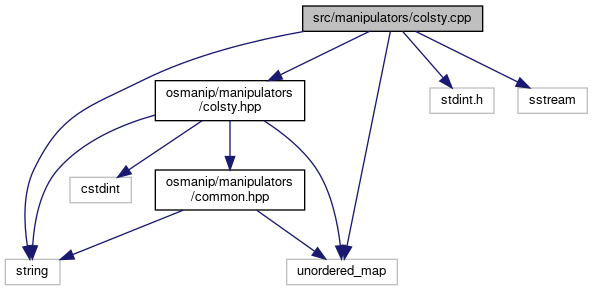 src/manipulators/colsty.cpp
osmanip/manipulators
/colsty.hpp
stdint.h
sstream
cstdint
osmanip/manipulators
/common.hpp
string
unordered_map